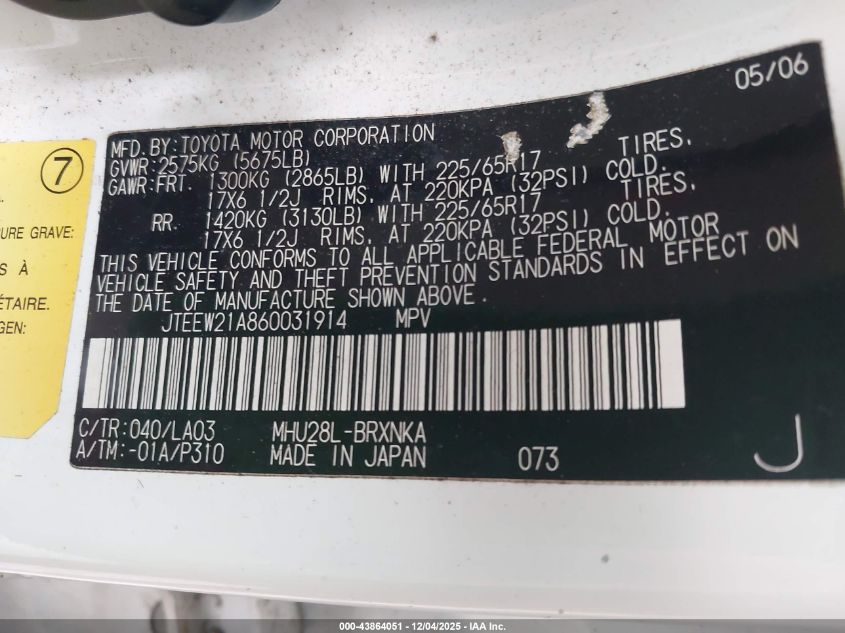 05/06
MFD. BY: TOYOTA MOTOR CORPORATION
GVWR: 2575KG (5675LB)
GAWR: FRT. 1300KG (2865LB) WITH 225/65R17 TIRES,
17X6 1/2J RIMS, AT 220KPA (32PSI) COLD.
RR. 1420KG (3130LB) WITH 225/65R17 TIRES,
17X6 1/2J RIMS, AT 220KPA (32PSI) COLD.
THIS VEHICLE CONFORMS TO ALL APPLICABLE FEDERAL MOTOR
VEHICLE SAFETY AND THEFT PREVENTION STANDARDS IN EFFECT ON
THE DATE OF MANUFACTURE SHOWN ABOVE.
JTEEW21A860031914 MPV
C/TR: 040/LA03 MHU28L-BRXNKA
A/TM: -01A/P310 MADE IN JAPAN 073 J
7
URE GRAVE:
S À
ÉTAIRE.
GEN:
000-43864051 - 12/04/2025 - IAA Inc.